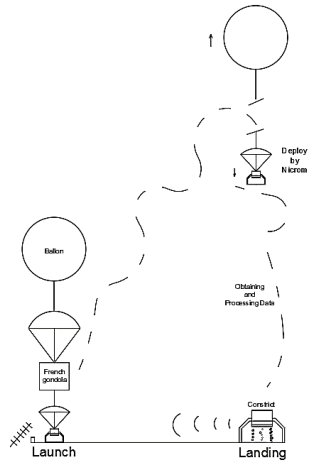 Deploy
by
Nicrom
Ballon
Obtaining
and
Processing Data
French
gondola
Constrict
Launch
Landing